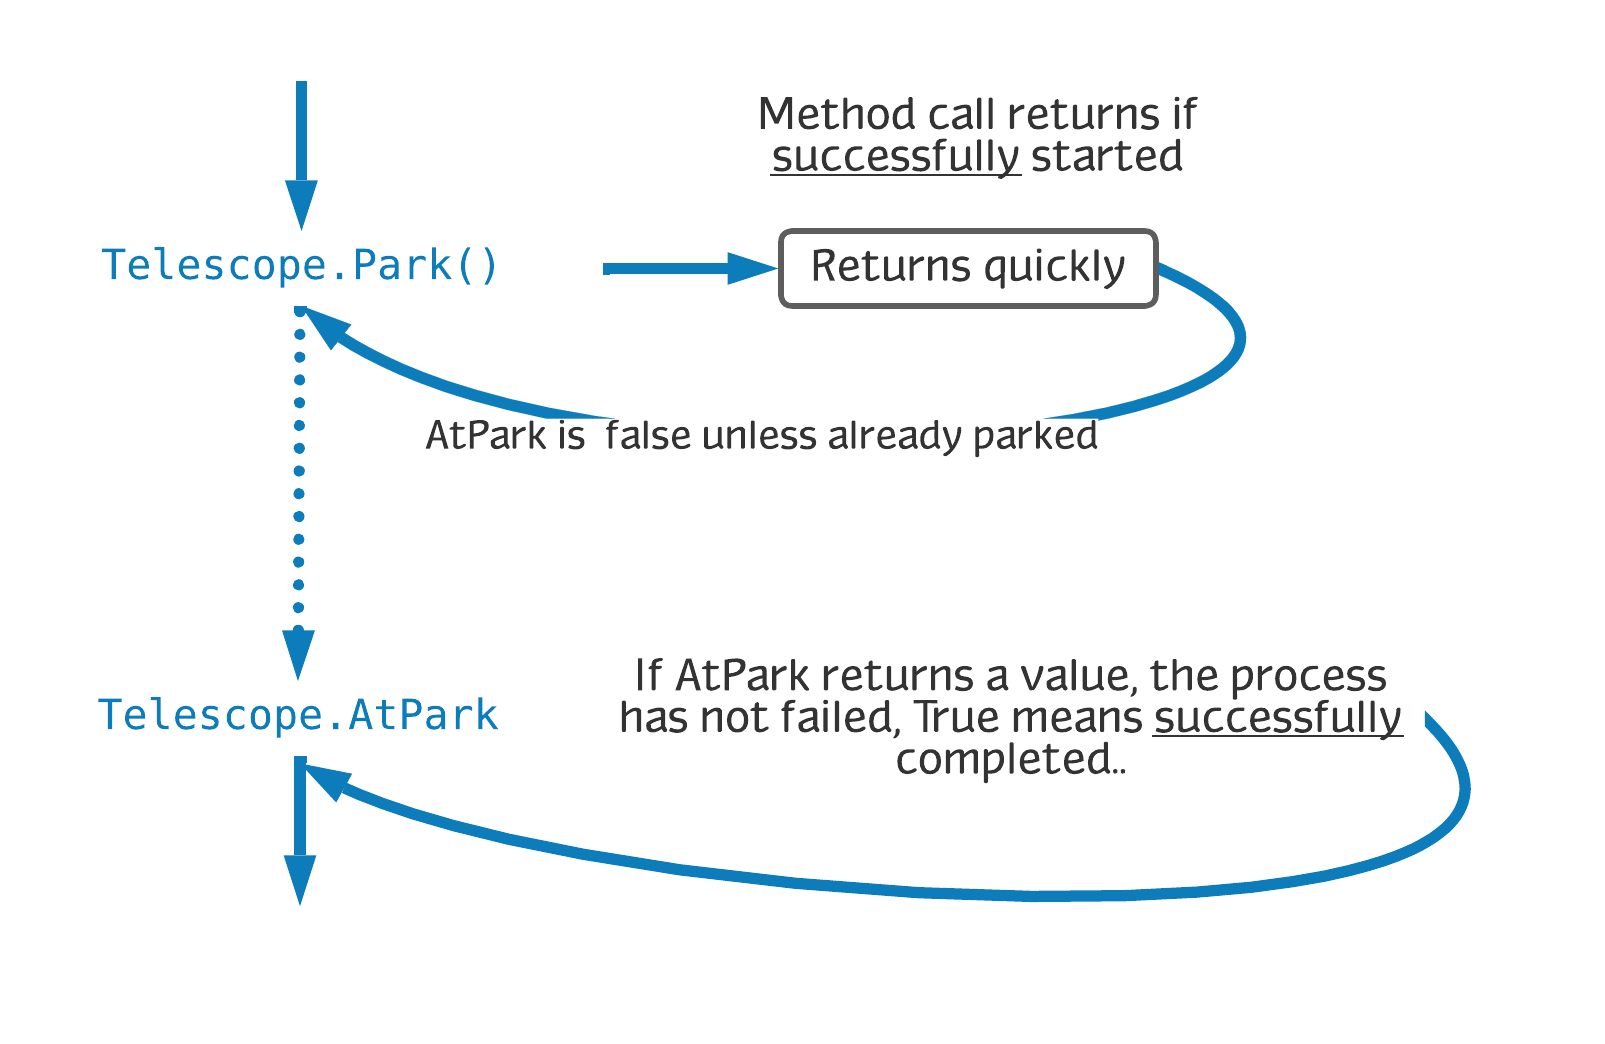 Method call returns if
successfully started
Telescope.Park()
Returns quickly
AtPark is  false unless already parked
If AtPark returns a value, the process
has not failed, True means successfully
completed..
Telescope.AtPark